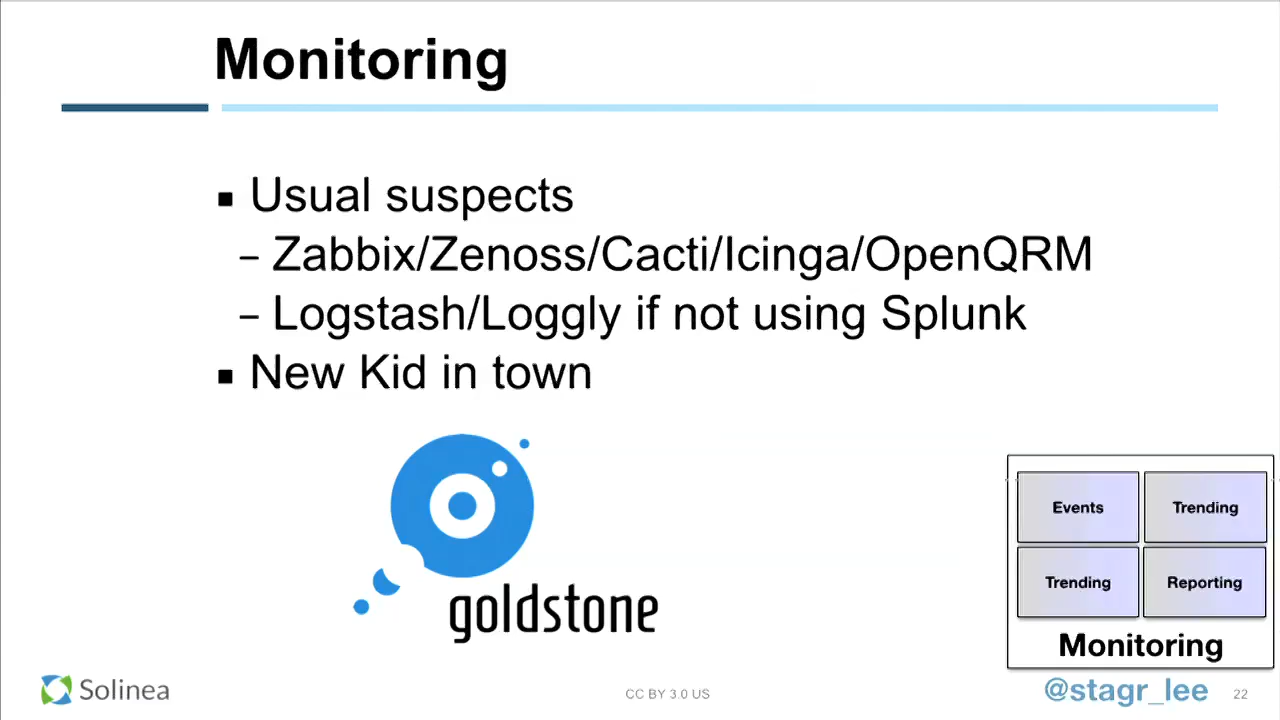 Monitoring
▪ Usual suspects
– Zabbix/Zenoss/Cacti/Icinga/OpenQRM
– Logstash/Loggly if not using Splunk
▪ New Kid in town
goldstone
Events Trending
Trending Reporting
Monitoring
Solinea
CC BY 3.0 US
@stagr_lee
22